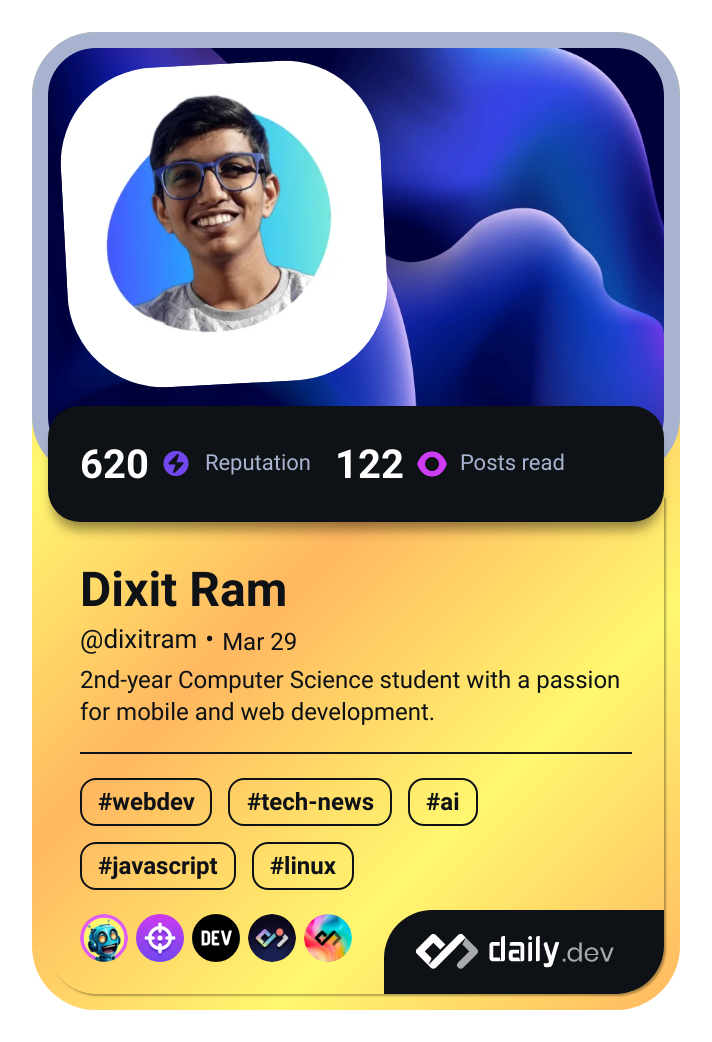 620 Reputation 122 Posts read
Dixit Ram
@dixitram • Mar 29
2nd-year Computer Science student with a passion
for mobile and web development.
#webdev #tech-news #ai
#javascript #linux
DEV
daily.dev